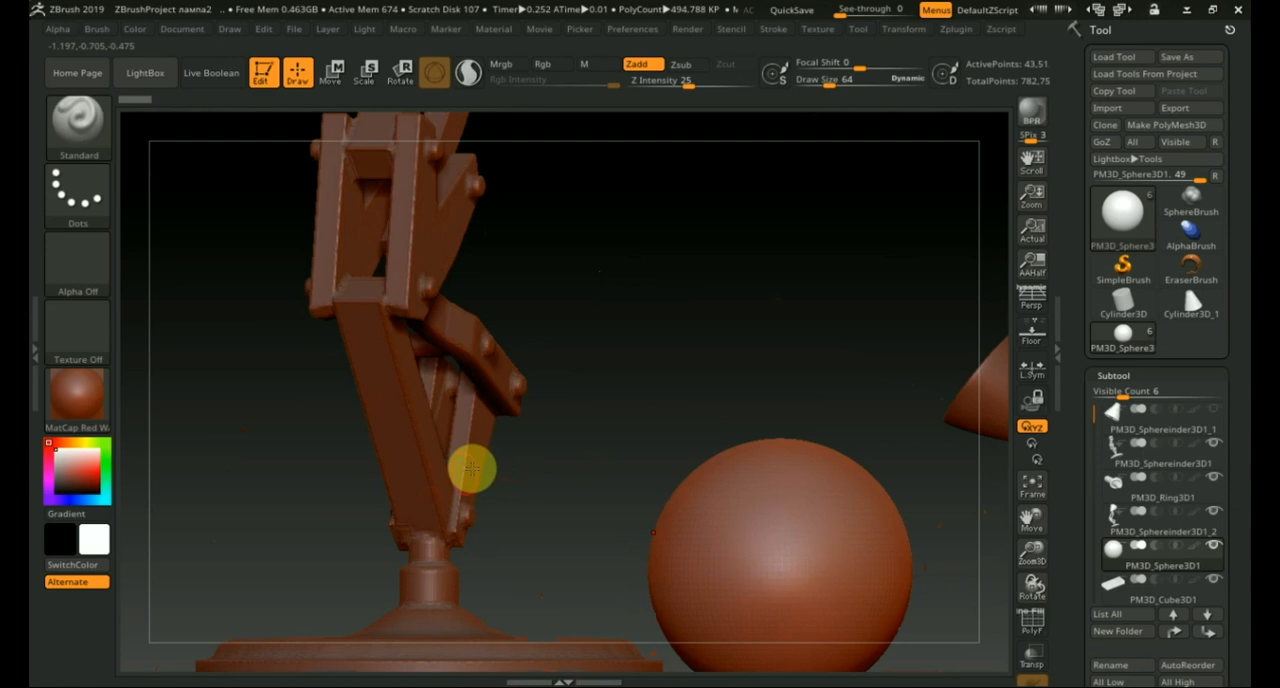 ZBrush 2019 ZBrushProject лампа2 .. • Free Mem 0.463GB • Active Mem 674 • Scratch Disk 107 • Timer▶0.252 ATime▶0.01 • PolyCount▶494.788 KP • AC QuickSave See-through 0 Menus DefaultZScript
Alpha Brush Color Document Draw Edit File Layer Light Macro Marker Material Movie Picker Preferences Render Stencil Stroke Texture Tool Transform Zplugin Zscript
-1.197,-0.705,-0.475
Home Page LightBox Live Boolean Edit Draw Move Scale Rotate
Mrgb Rgb M Zadd Zsub Zcut
Rgb Intensity Z Intensity 25
Focal Shift 0
Draw Size 64 Dynamic
ActivePoints: 43,51
TotalPoints: 782,75
Standard
Dots
Alpha Off
Texture Off
MatCap Red W
Gradient
SwitchColor
Alternate
BPR
SPix 3
Scroll
Zoom
Actual
AAHalf
Dynamic
Persp
Floor
L.Sym
XYZ
Frame
Move
Zoom3D
Rotate
Line Fill
PolyF
Transp
Tool
Load Tool Save As
Load Tools From Project
Copy Tool Paste Tool
Import Export
Clone Make PolyMesh3D
GoZ All Visible R
Lightbox▶Tools
PM3D_Sphere3D1. 49 R
6
PM3D_Sphere3 SphereBrush
AlphaBrush
SimpleBrush EraserBrush
Cylinder3D Cylinder3D_1
6
PM3D_Sphere3
Subtool
Visible Count 6
PM3D_Sphereinder3D1_1
PM3D_Sphereinder3D1
PM3D_Ring3D1
PM3D_Sphereinder3D1_2
PM3D_Sphere3D1
PM3D_Cube3D1
List All
New Folder
Rename AutoReorder
All Low All High